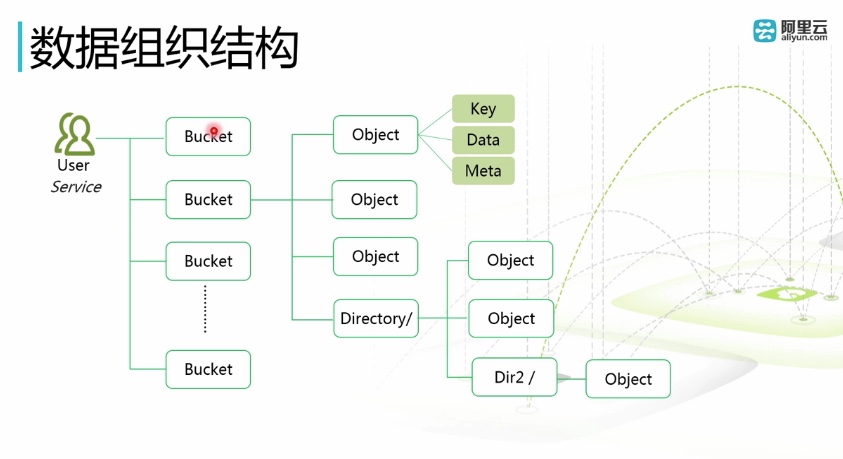 数据组织结构
阿里云
aliyun.com
User
Service
Bucket
Bucket
Bucket
Bucket
Object
Object
Object
Directory/
Key
Data
Meta
Object
Object
Dir2 /
Object